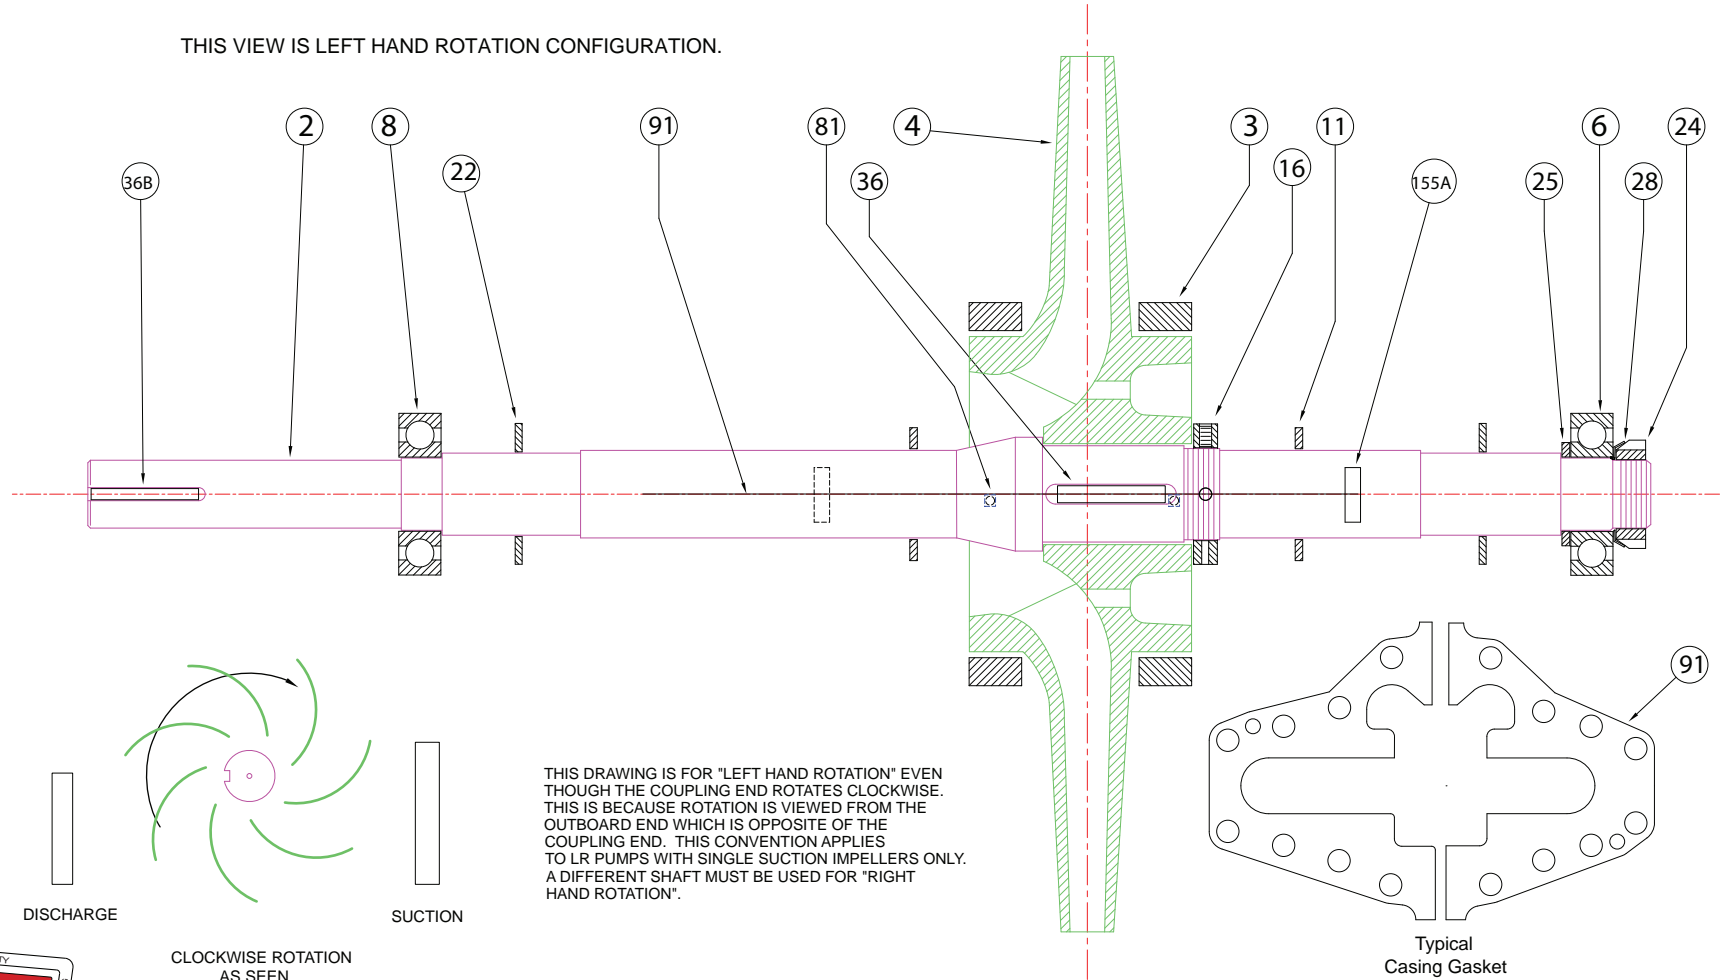 THIS VIEW IS LEFT HAND ROTATION CONFIGURATION.
2
8
91
81
4
3
11
6
24
36B
22
36
16
155A
25
28
91
THIS DRAWING IS FOR "LEFT HAND ROTATION" EVEN
THOUGH THE COUPLING END ROTATES CLOCKWISE.
THIS IS BECAUSE ROTATION IS VIEWED FROM THE
OUTBOARD END WHICH IS OPPOSITE OF THE
COUPLING END. THIS CONVENTION APPLIES
TO LR PUMPS WITH SINGLE SUCTION IMPELLERS ONLY.
A DIFFERENT SHAFT MUST BE USED FOR "RIGHT
HAND ROTATION".
DISCHARGE
SUCTION
CLOCKWISE ROTATION
AS SEEN
Typical
Casing Gasket